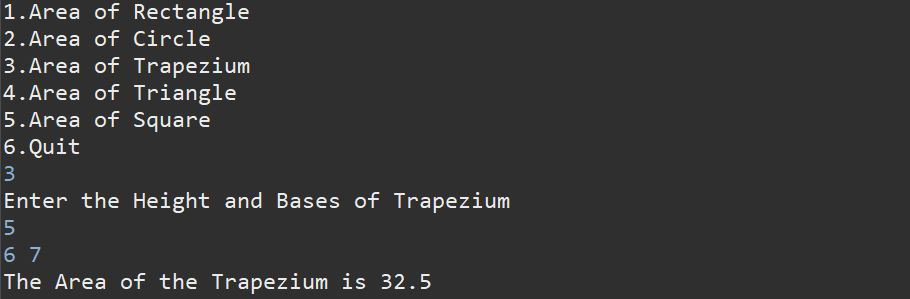 1.Area of Rectangle
2.Area of Circle
3.Area of Trapezium
4.Area of Triangle
5.Area of Square
6.Quit
3
Enter the Height and Bases of Trapezium
5
6 7
The Area of the Trapezium is 32.5